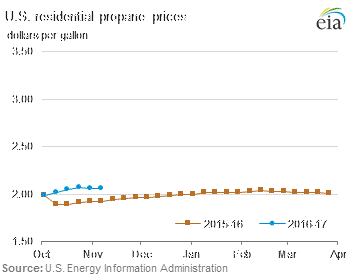 U.S. residential propane prices
dollars per gallon
eia
3.50
3.00
2.50
2.00
1.50
2015-16
2016-17
Oct Nov Dec Jan Feb Mar Apr
Source: U.S. Energy Information Administration